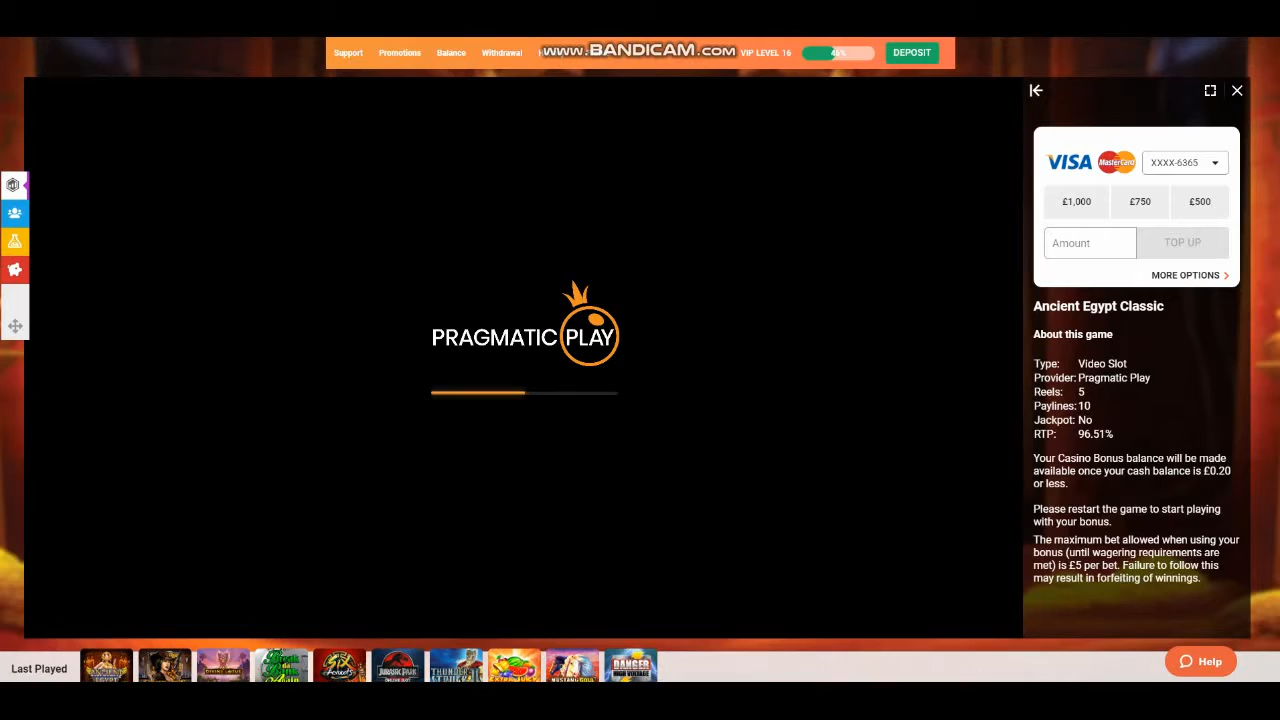 Support Promotions Balance Withdrawal www.BANDICAM.com VIP LEVEL 16 46% DEPOSIT
VISA MasterCard XXXX-6365
£1,000 £750 £500
Amount TOP UP
MORE OPTIONS
PRAGMATIC PLAY
Ancient Egypt Classic
About this game
Type: Video Slot
Provider: Pragmatic Play
Reels: 5
Paylines: 10
Jackpot: No
RTP: 96.51%
Your Casino Bonus balance will be made
available once your cash balance is £0.20
or less.
Please restart the game to start playing
with your bonus.
The maximum bet allowed when using your
bonus (until wagering requirements are
met) is £5 per bet. Failure to follow this
may result in forfeiting of winnings.
Last Played
JURASSIC PARK
DANGER
Help